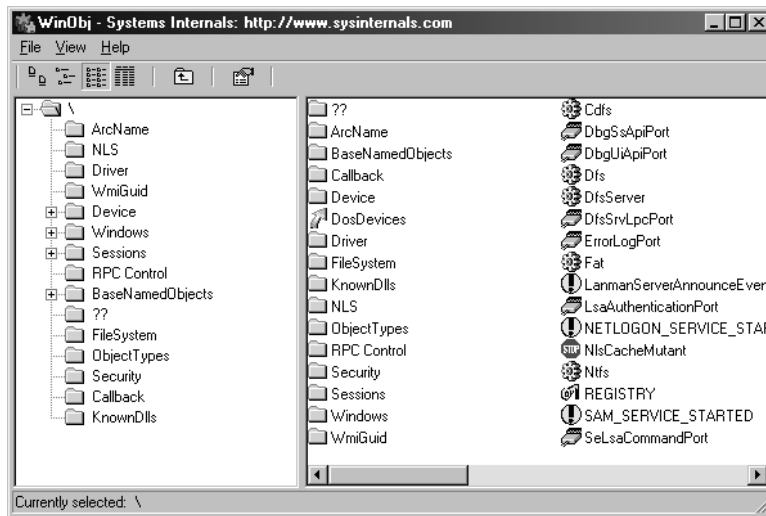 WinObj - Systems Internals: http://www.sysinternals.com
File View Help
\
ArcName
NLS
Driver
WmiGuid
Device
Windows
Sessions
RPC Control
BaseNamedObjects
??
FileSystem
ObjectTypes
Security
Callback
KnownDlls
??
ArcName
BaseNamedObjects
Callback
Device
DosDevices
Driver
FileSystem
KnownDlls
NLS
ObjectTypes
RPC Control
Security
Sessions
Windows
WmiGuid
Cdfs
DbgSsApiPort
DbgUiApiPort
Dfs
DfsServer
DfsSrvLpcPort
ErrorLogPort
Fat
LanmanServerAnnounceEver
LsaAuthenticationPort
NETLOGON_SERVICE_STAF
STOP NlsCacheMutant
Ntfs
REGISTRY
SAM_SERVICE_STARTED
SeLsaCommandPort
Currently selected: \